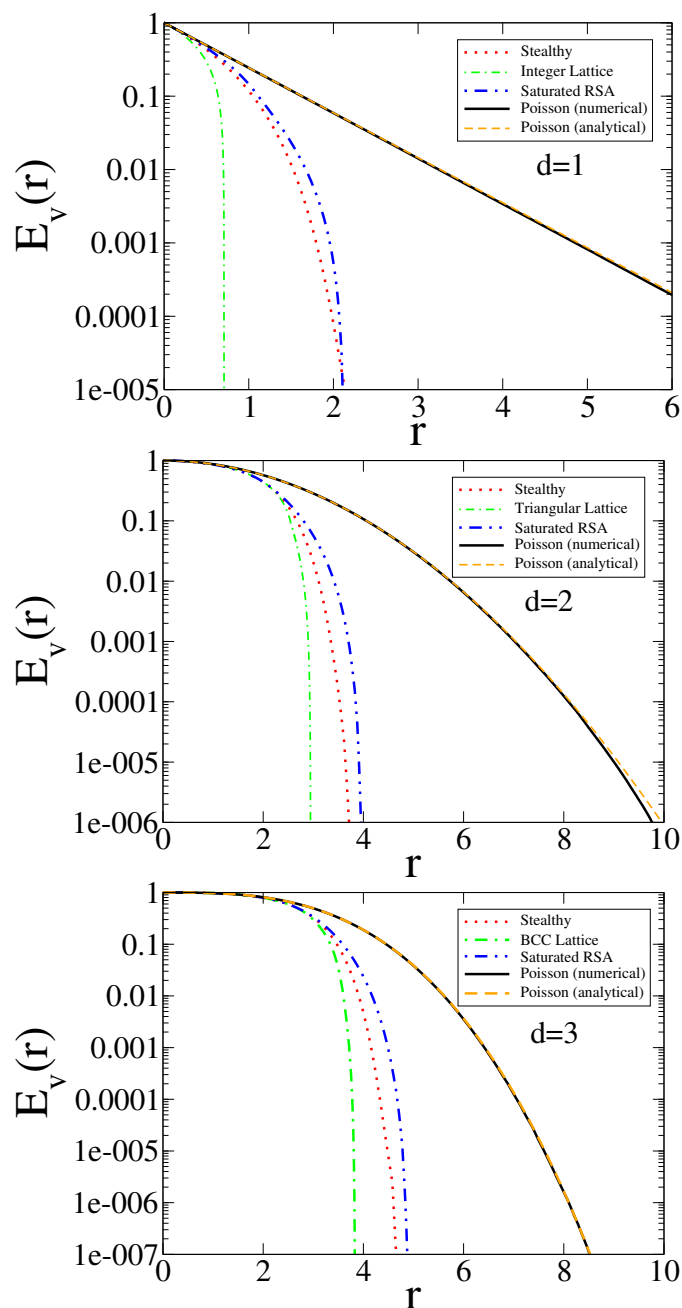 1
0.1
0.01
0.001
0.0001
1e-005
E_v(r)
Stealthy
Integer Lattice
Saturated RSA
Poisson (numerical)
Poisson (analytical)
d=1
0 1 2 3 4 5 6
r
1
0.1
0.01
0.001
0.0001
1e-005
1e-006
E_v(r)
Stealthy
Triangular Lattice
Saturated RSA
Poisson (numerical)
Poisson (analytical)
d=2
0 2 4 6 8 10
r
1
0.1
0.01
0.001
0.0001
1e-005
1e-006
1e-007
E_v(r)
Stealthy
BCC Lattice
Saturated RSA
Poisson (numerical)
Poisson (analytical)
d=3
0 2 4 6 8 10
r